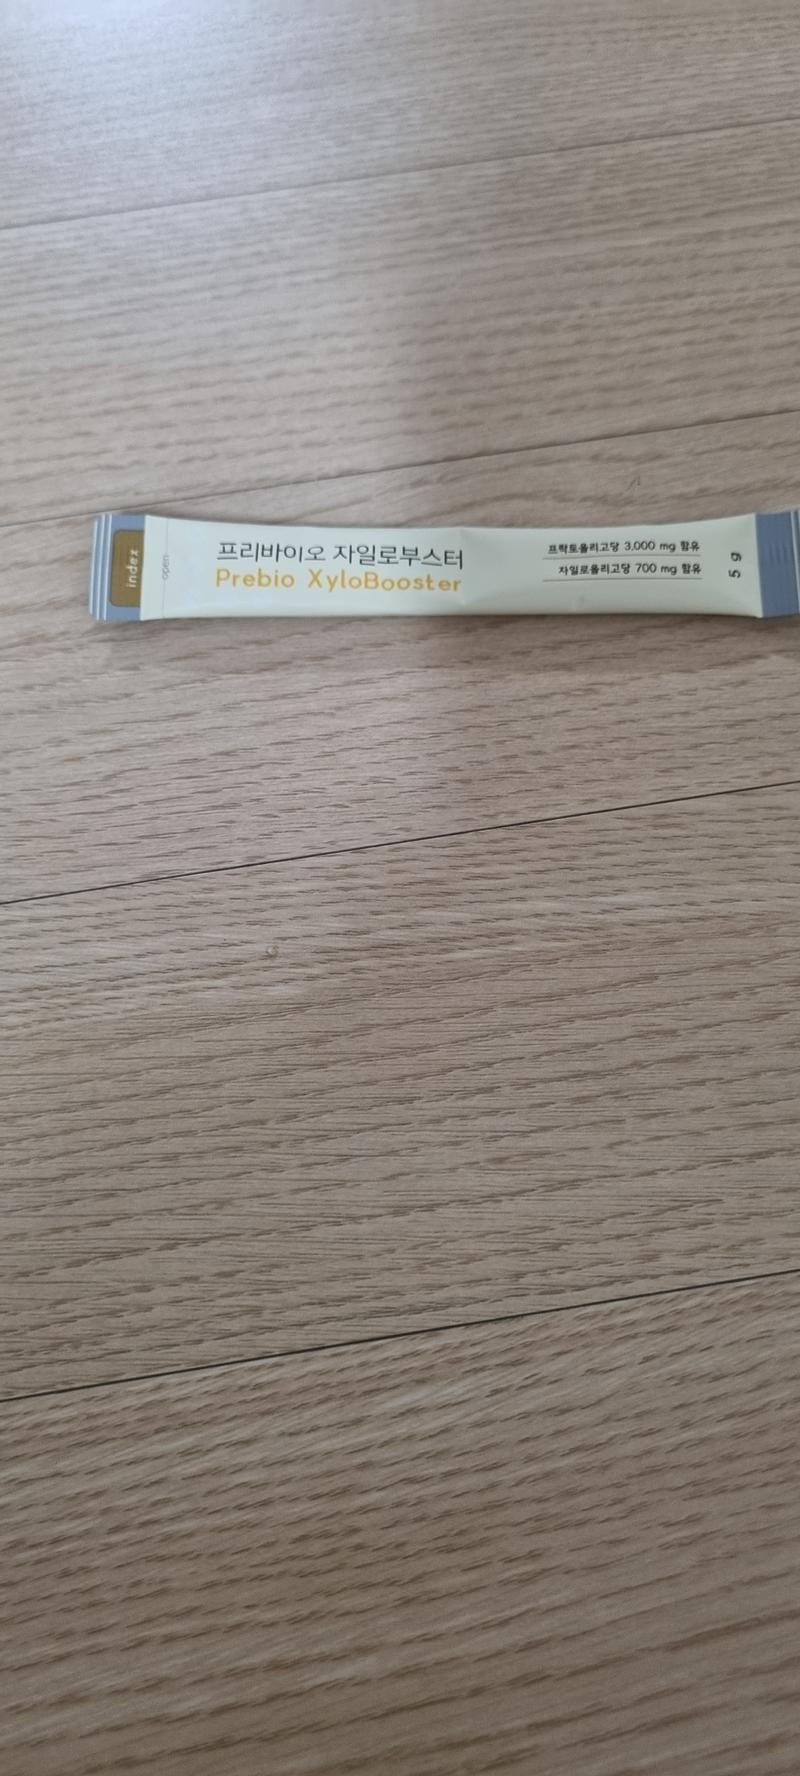 index
open
프리바이오 자일로부스터
Prebio XyloBooster
프락토올리고당 3,000 mg 함유
자일로올리고당 700 mg 함유
5 g